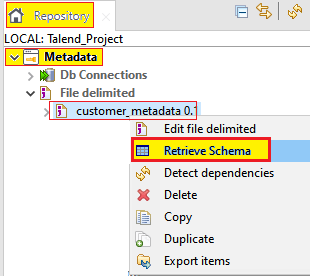 Repository
LOCAL: Talend_Project
Metadata
Db Connections
File delimited
customer_metadata 0.1
Edit file delimited
Retrieve Schema
Detect dependencies
Delete
Copy
Duplicate
Export items